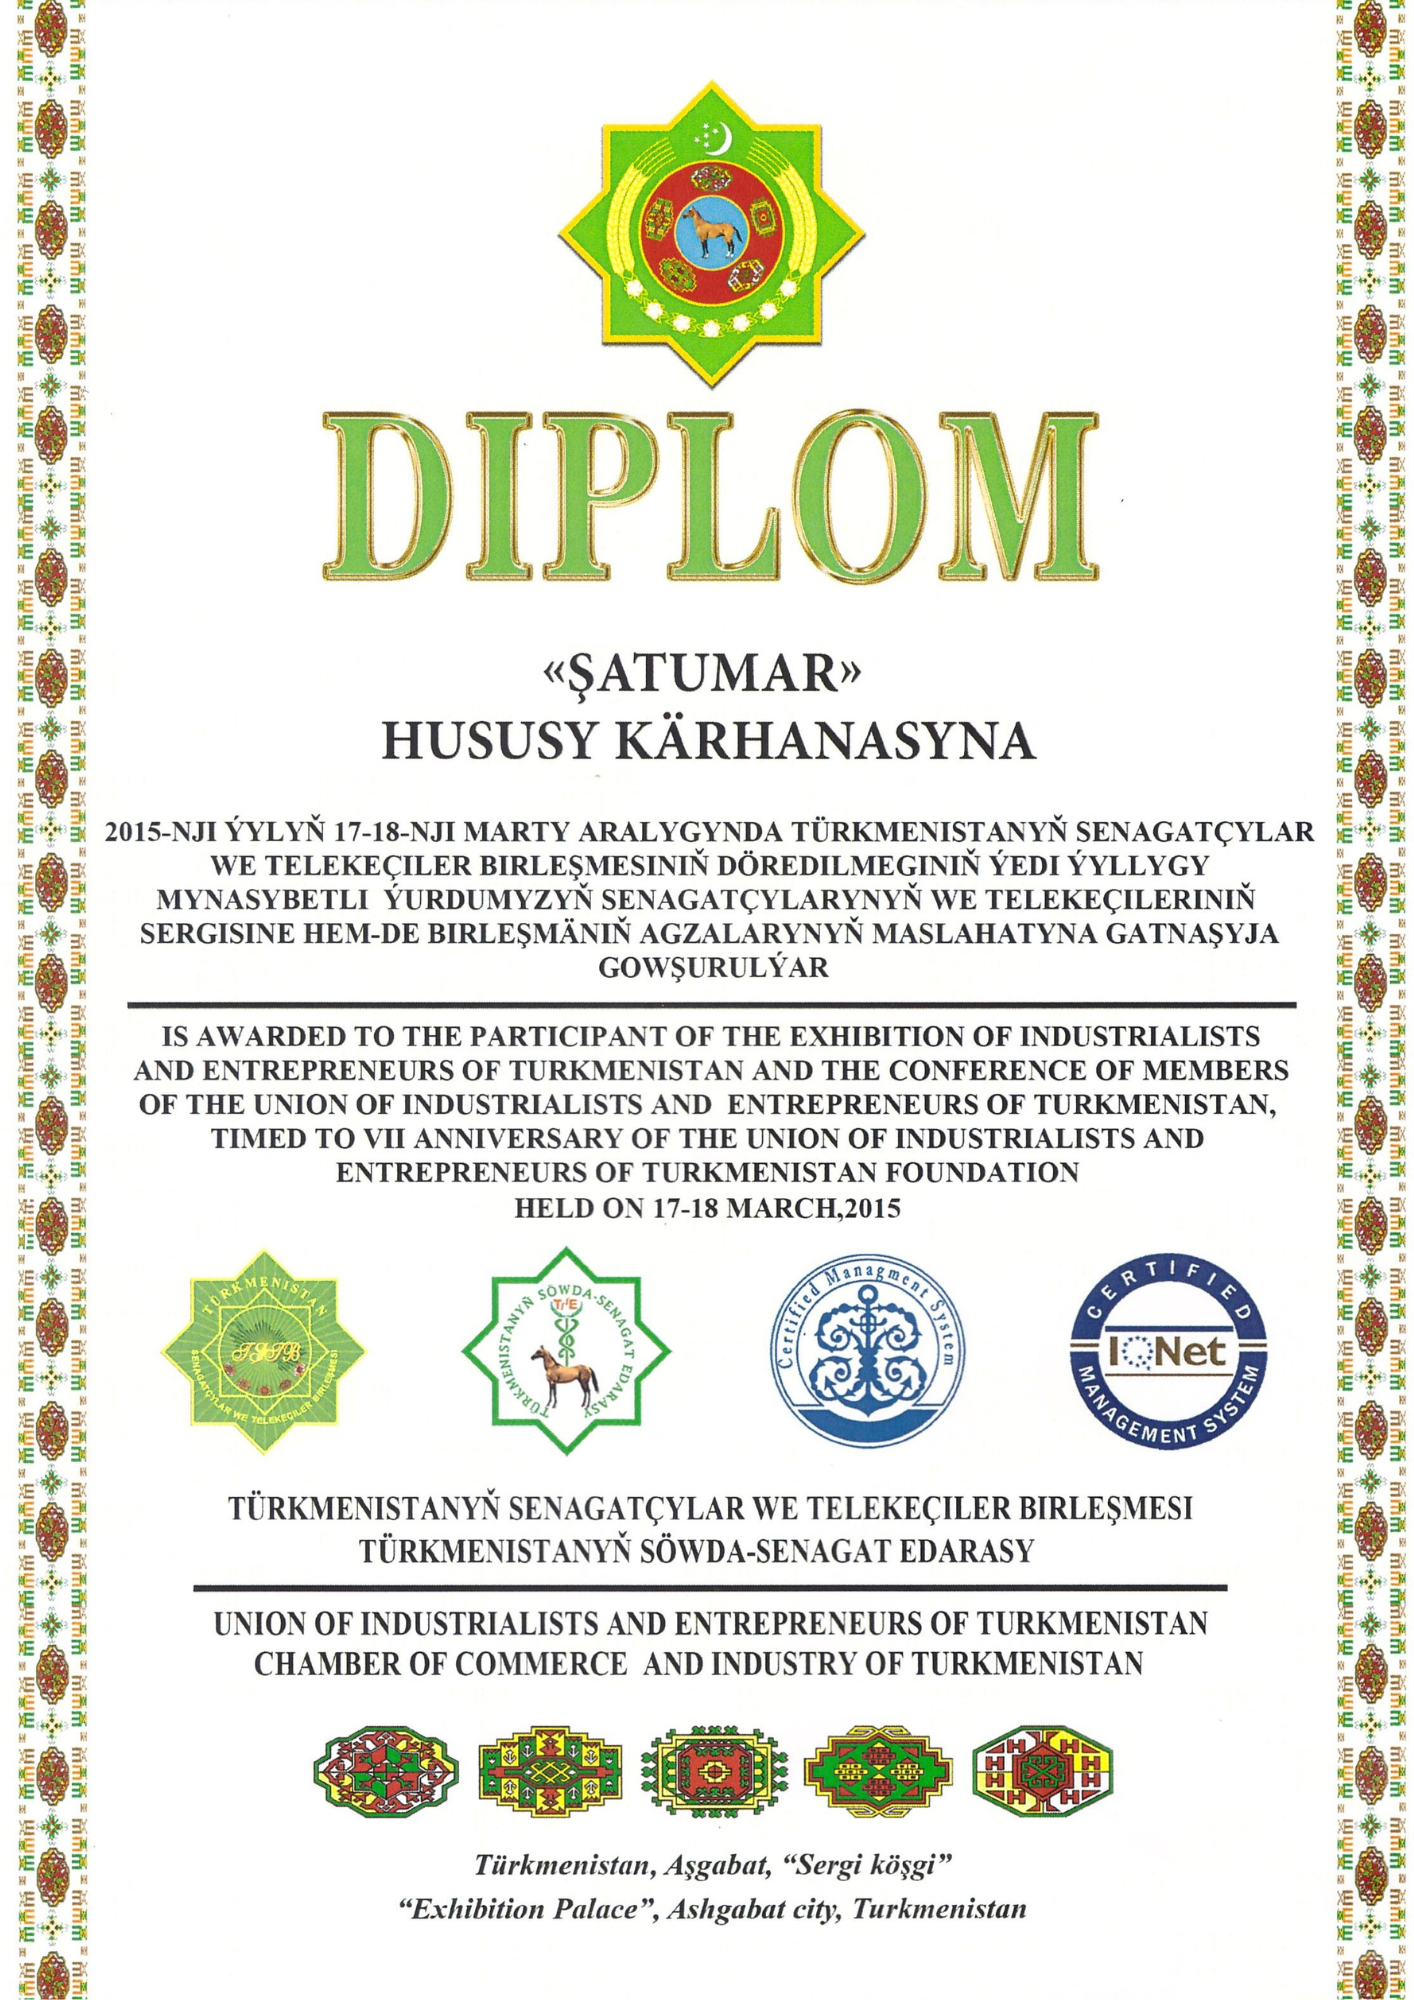 DIPLOM
«ŞATUMAR»
HUSUSY KÄRHANASYNA
2015-NJI ÝYLYŇ 17-18-NJI MARTY ARALYGYNDA TÜRKMENISTANYŇ SENAGATÇYLAR
WE TELEKEÇILER BIRLEŞMESINIŇ DÖREDILMEGINIŇ ÝEDI ÝYLLYGY
MYNASYBETLI ÝURDUMYZYŇ SENAGATÇYLARYNYŇ WE TELEKEÇILERINIŇ
SERGISINE HEM-DE BIRLEŞMÄNIŇ AGZALARYNYŇ MASLAHATYNA GATNAŞYJA
GOWŞURULÝAR
IS AWARDED TO THE PARTICIPANT OF THE EXHIBITION OF INDUSTRIALISTS
AND ENTREPRENEURS OF TURKMENISTAN AND THE CONFERENCE OF MEMBERS
OF THE UNION OF INDUSTRIALISTS AND ENTREPRENEURS OF TURKMENISTAN,
TIMED TO VII ANNIVERSARY OF THE UNION OF INDUSTRIALISTS AND
ENTREPRENEURS OF TURKMENISTAN FOUNDATION
HELD ON 17-18 MARCH,2015
TÜRKMENISTAN
TSTB
SENAGATÇYLAR WE TELEKEÇILER BIRLEŞMESI
TÜRKMENISTANYŇ SÖWDA-SENAGAT EDARASY
Certified Managment System
CERTIFIED
IQNet
MANAGEMENT SYSTEM
TÜRKMENISTANYŇ SENAGATÇYLAR WE TELEKEÇILER BIRLEŞMESI
TÜRKMENISTANYŇ SÖWDA-SENAGAT EDARASY
UNION OF INDUSTRIALISTS AND ENTREPRENEURS OF TURKMENISTAN
CHAMBER OF COMMERCE AND INDUSTRY OF TURKMENISTAN
Türkmenistan, Aşgabat, “Sergi köşgi”
“Exhibition Palace”, Ashgabat city, Turkmenistan